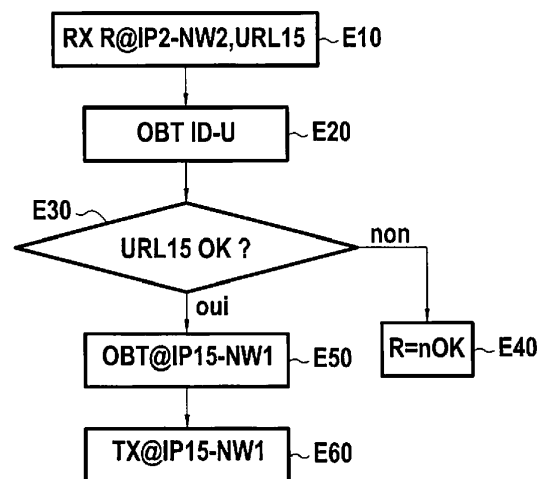 RX R@IP2-NW2,URL15 E10
OBT ID-U E20
E30
URL15 OK ? non
oui
OBT@IP15-NW1 E50
R=nOK E40
TX@IP15-NW1 E60